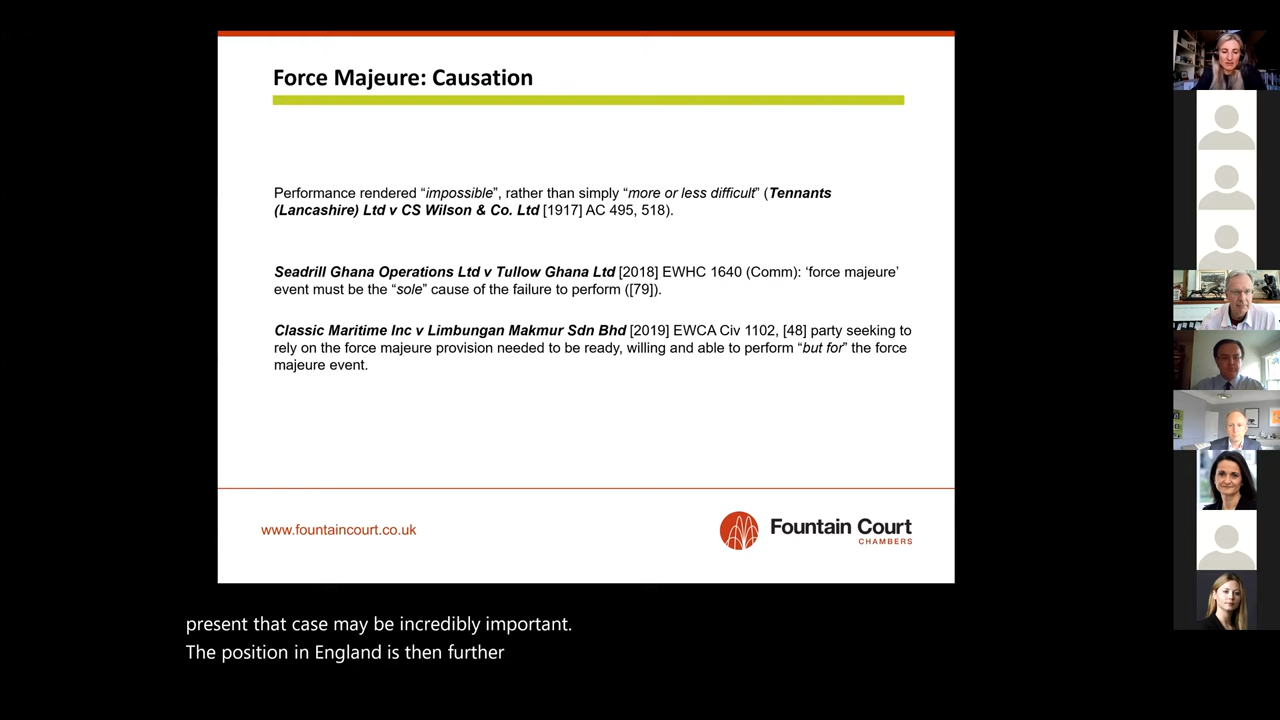 Force Majeure: Causation
Performance rendered “impossible”, rather than simply “more or less difficult” (Tennants
(Lancashire) Ltd v CS Wilson & Co. Ltd [1917] AC 495, 518).
Seadrill Ghana Operations Ltd v Tullow Ghana Ltd [2018] EWHC 1640 (Comm): ‘force majeure’
event must be the “sole” cause of the failure to perform ([79]).
Classic Maritime Inc v Limbungan Makmur Sdn Bhd [2019] EWCA Civ 1102, [48] party seeking to
rely on the force majeure provision needed to be ready, willing and able to perform “but for” the force
majeure event.
www.fountaincourt.co.uk
Fountain Court
CHAMBERS
present that case may be incredibly important.
The position in England is then further